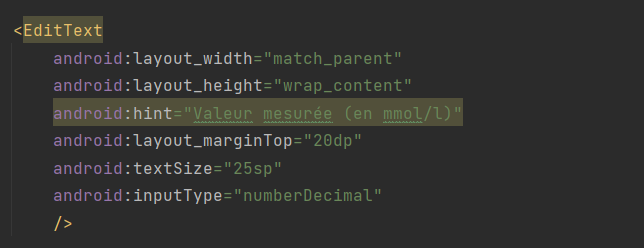 <EditText
android:layout_width="match_parent"
android:layout_height="wrap_content"
android:hint="Valeur mesurée (en mmol/l)"
android:layout_marginTop="20dp"
android:textSize="25sp"
android:inputType="numberDecimal"
/>